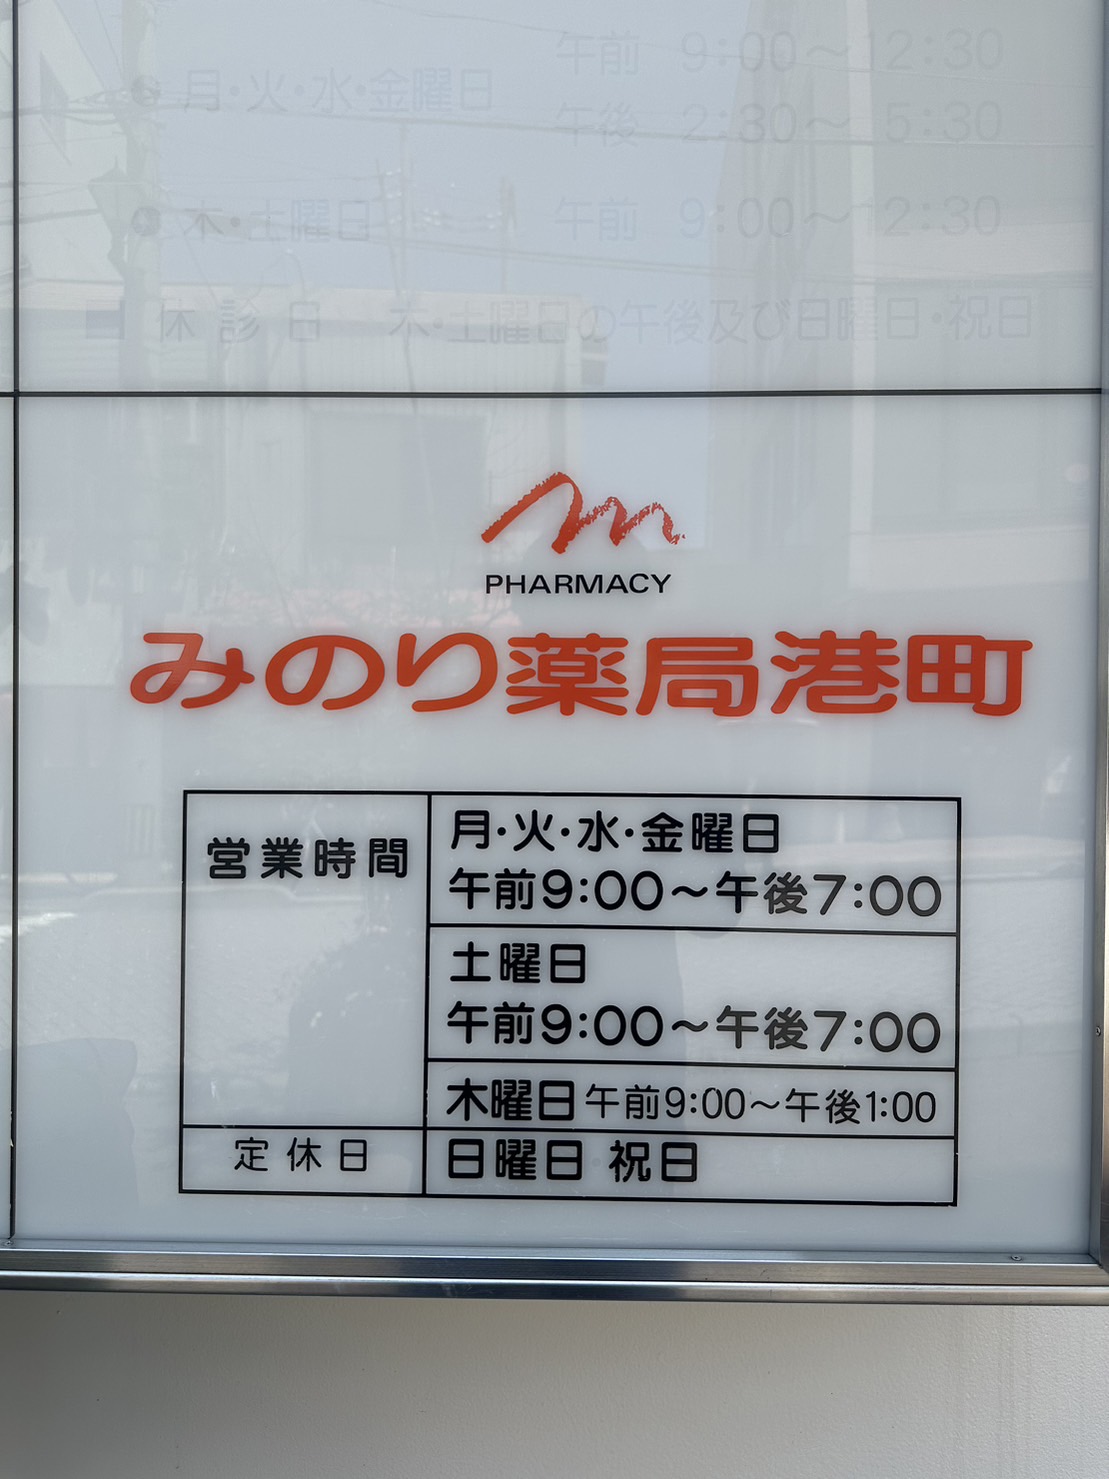 午前 9:00～12:30
月・火・水・金曜日
午後 2:30～ 5:30
木・土曜日 午前 9:00～12:30
休診日 木・土曜日の午後及び日曜日・祝日
PHARMACY
みのり薬局港町
営業時間
月・火・水・金曜日
午前9:00～午後7:00
土曜日
午前9:00～午後7:00
木曜日 午前9:00～午後1:00
定休日
日曜日 祝日